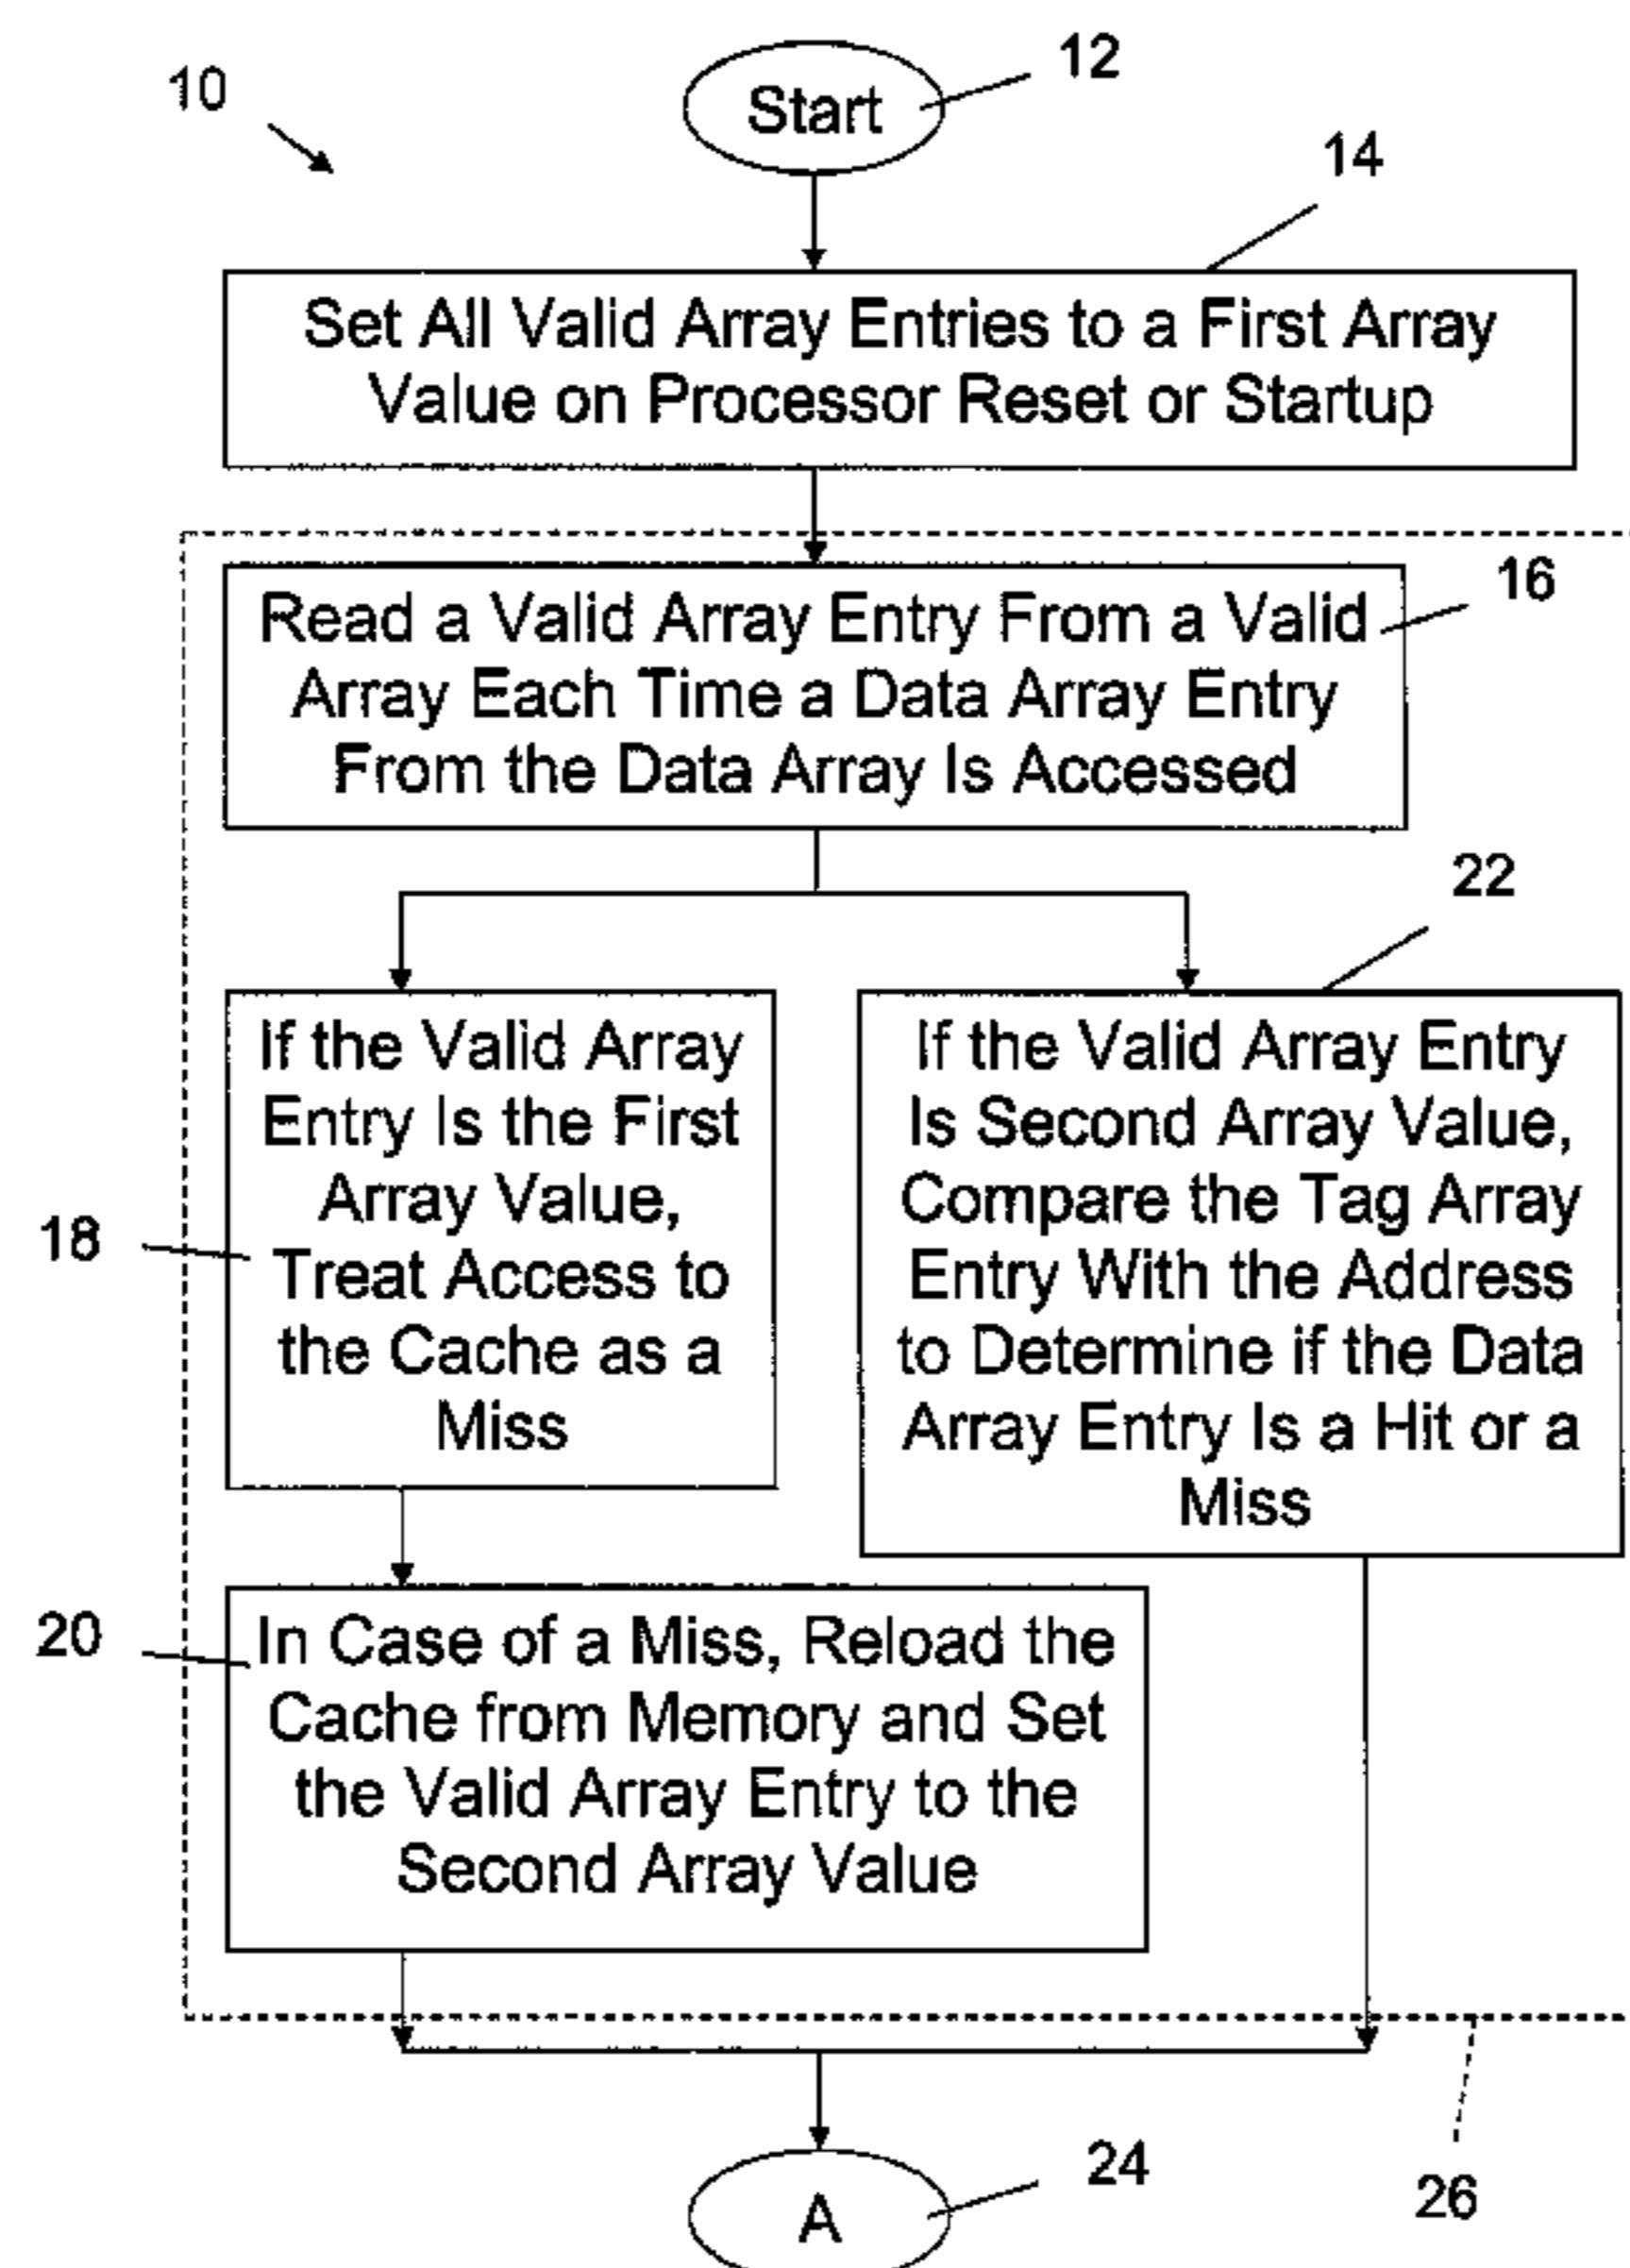 10
Start
12
14
Set All Valid Array Entries to a First Array
Value on Processor Reset or Startup
16
Read a Valid Array Entry From a Valid
Array Each Time a Data Array Entry
From the Data Array Is Accessed
22
18
If the Valid Array
Entry Is the First
Array Value,
Treat Access to
the Cache as a
Miss
If the Valid Array Entry
Is Second Array Value,
Compare the Tag Array
Entry With the Address
to Determine if the Data
Array Entry Is a Hit or a
Miss
20
In Case of a Miss, Reload the
Cache from Memory and Set
the Valid Array Entry to the
Second Array Value
24
A
26